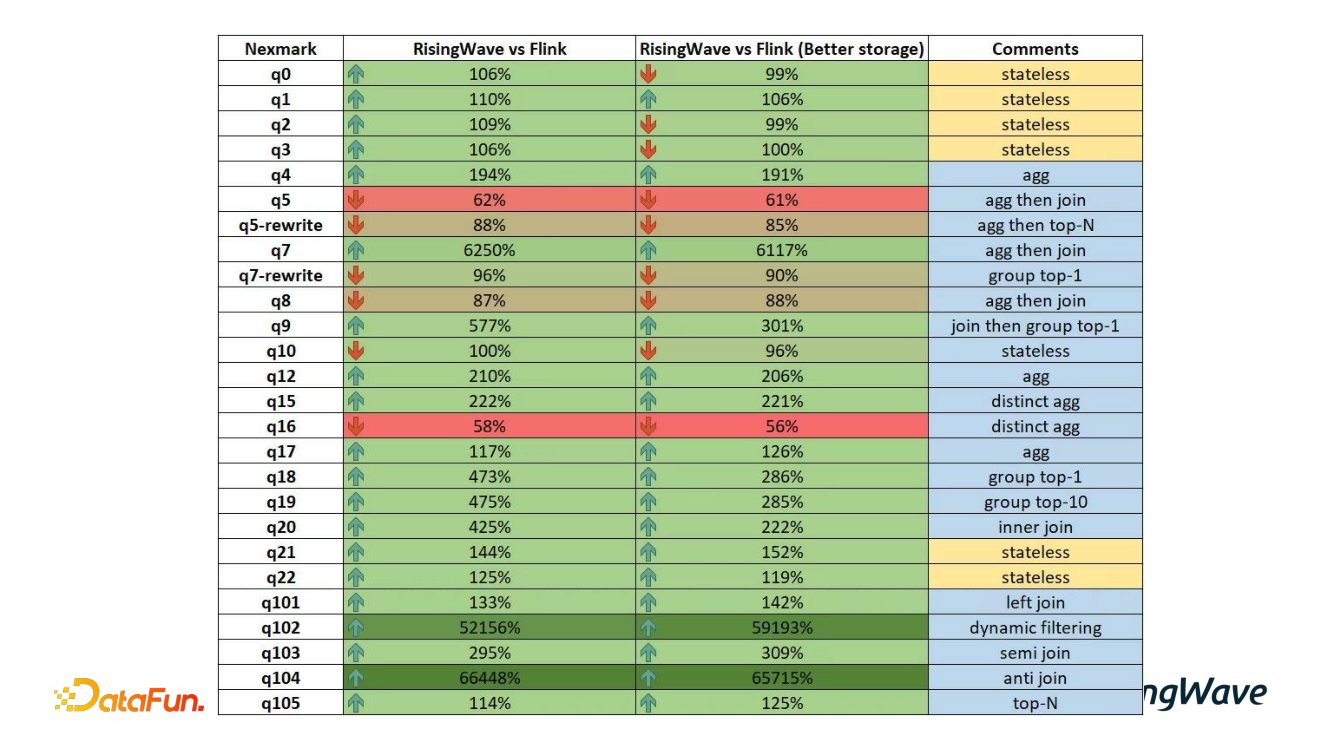 Nexmark RisingWave vs Flink RisingWave vs Flink (Better storage) Comments
q0 106% 99% stateless
q1 110% 106% stateless
q2 109% 99% stateless
q3 106% 100% stateless
q4 194% 191% agg
q5 62% 61% agg then join
q5-rewrite 88% 85% agg then top-N
q7 6250% 6117% agg then join
q7-rewrite 96% 90% group top-1
q8 87% 88% agg then join
q9 577% 301% join then group top-1
q10 100% 96% stateless
q12 210% 206% agg
q15 222% 221% distinct agg
q16 58% 56% distinct agg
q17 117% 126% agg
q18 473% 286% group top-1
q19 475% 285% group top-10
q20 425% 222% inner join
q21 144% 152% stateless
q22 125% 119% stateless
q101 133% 142% left join
q102 52156% 59193% dynamic filtering
q103 295% 309% semi join
q104 66448% 65715% anti join
q105 114% 125% top-N
DataFun.
ngWave